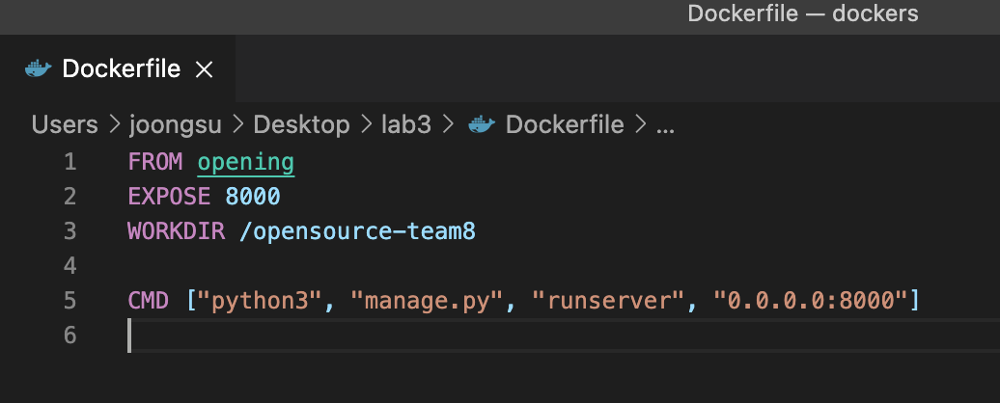 Dockerfile — dockers
Dockerfile ×
Users > joongsu > Desktop > lab3 > Dockerfile > ...
1 FROM opening
2 EXPOSE 8000
3 WORKDIR /opensource-team8
4
5 CMD ["python3", "manage.py", "runserver", "0.0.0.0:8000"]
6